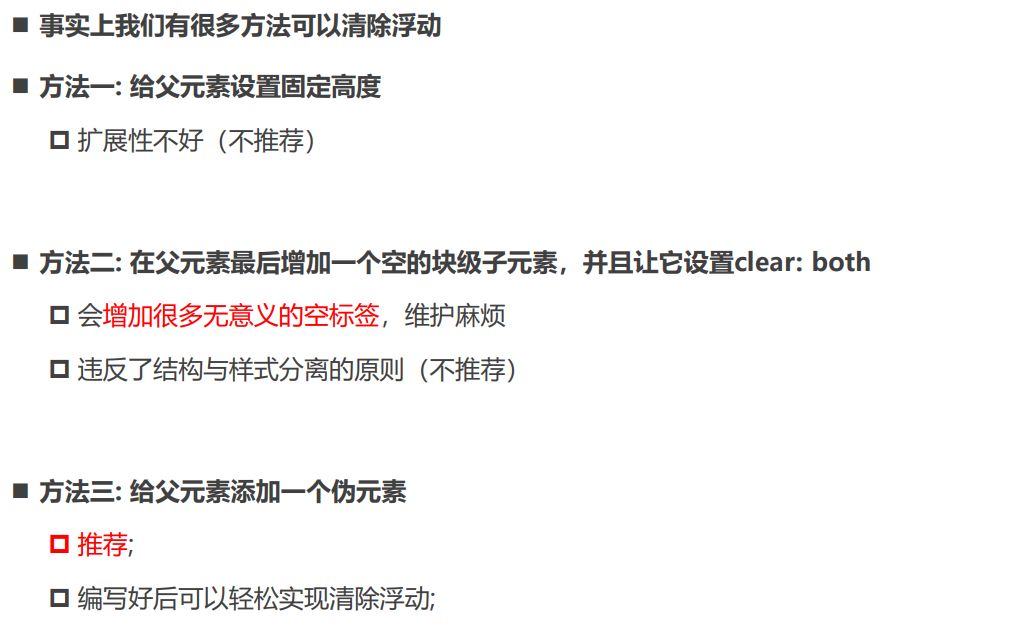 事实上我们有很多方法可以清除浮动
方法一: 给父元素设置固定高度
扩展性不好（不推荐）
方法二: 在父元素最后增加一个空的块级子元素，并且让它设置clear: both
会增加很多无意义的空标签，维护麻烦
违反了结构与样式分离的原则（不推荐）
方法三: 给父元素添加一个伪元素
推荐;
编写好后可以轻松实现清除浮动;